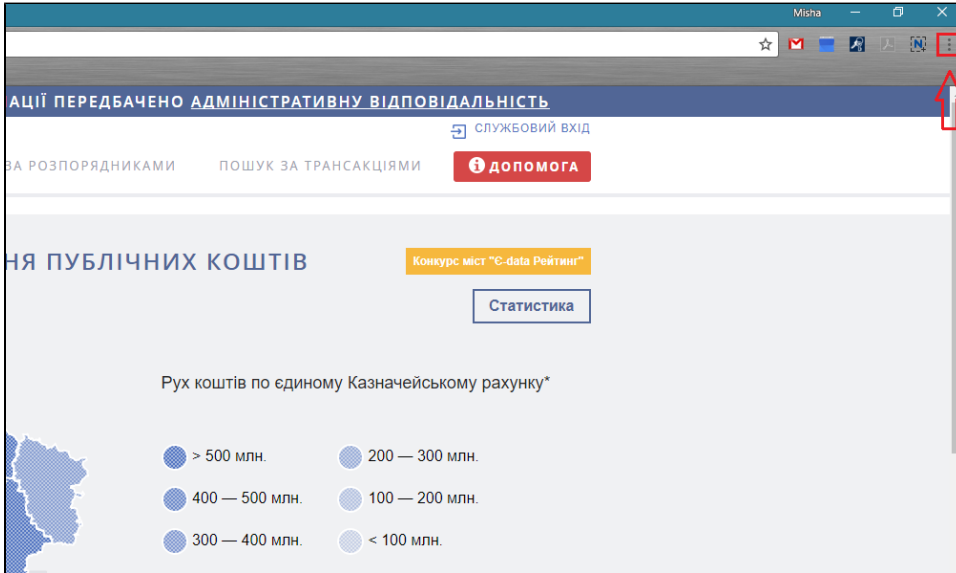 Misha
АЦІЇ ПЕРЕДБАЧЕНО АДМІНІСТРАТИВНУ ВІДПОВІДАЛЬНІСТЬ
СЛУЖБОВИЙ ВХІД
ЗА РОЗПОРЯДНИКАМИ ПОШУК ЗА ТРАНСАКЦІЯМИ ДОПОМОГА
НЯ ПУБЛІЧНИХ КОШТІВ
Конкурс міст "Є-data Рейтинг"
Статистика
Рух коштів по єдиному Казначейському рахунку*
> 500 млн. 200 — 300 млн.
400 — 500 млн. 100 — 200 млн.
300 — 400 млн. < 100 млн.